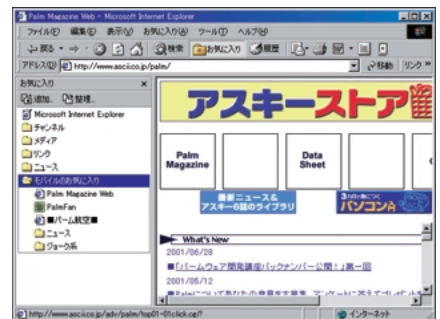 Palm Magazine Web - Microsoft Internet Explorer
ファイル(F) 編集(E) 表示(V) お気に入り(A) ツール(T) ヘルプ(H)
戻る 検索 お気に入り 履歴
アドレス(D) http://www.ascii.co.jp/palm/ 移動 リンク
お気に入り
追加... 整理...
Microsoft Internet Explorer
チャンネル
メディア
リンク
ニュース
モバイルのお気に入り
Palm Magazine Web
PalmFan
■パーム航空■
ニュース
ジョーク系
アスキーストア
Palm Magazine
Data Sheet
最新ニュース&
アスキー6誌のライブラリ
パソコン
What's New
2001/06/28
■「パームウェア開発講座バックナンバー公開!」第一回
2001/05/12
http://www.ascii.co.jp/adv/palm/top01-01click.cgi? インターネット